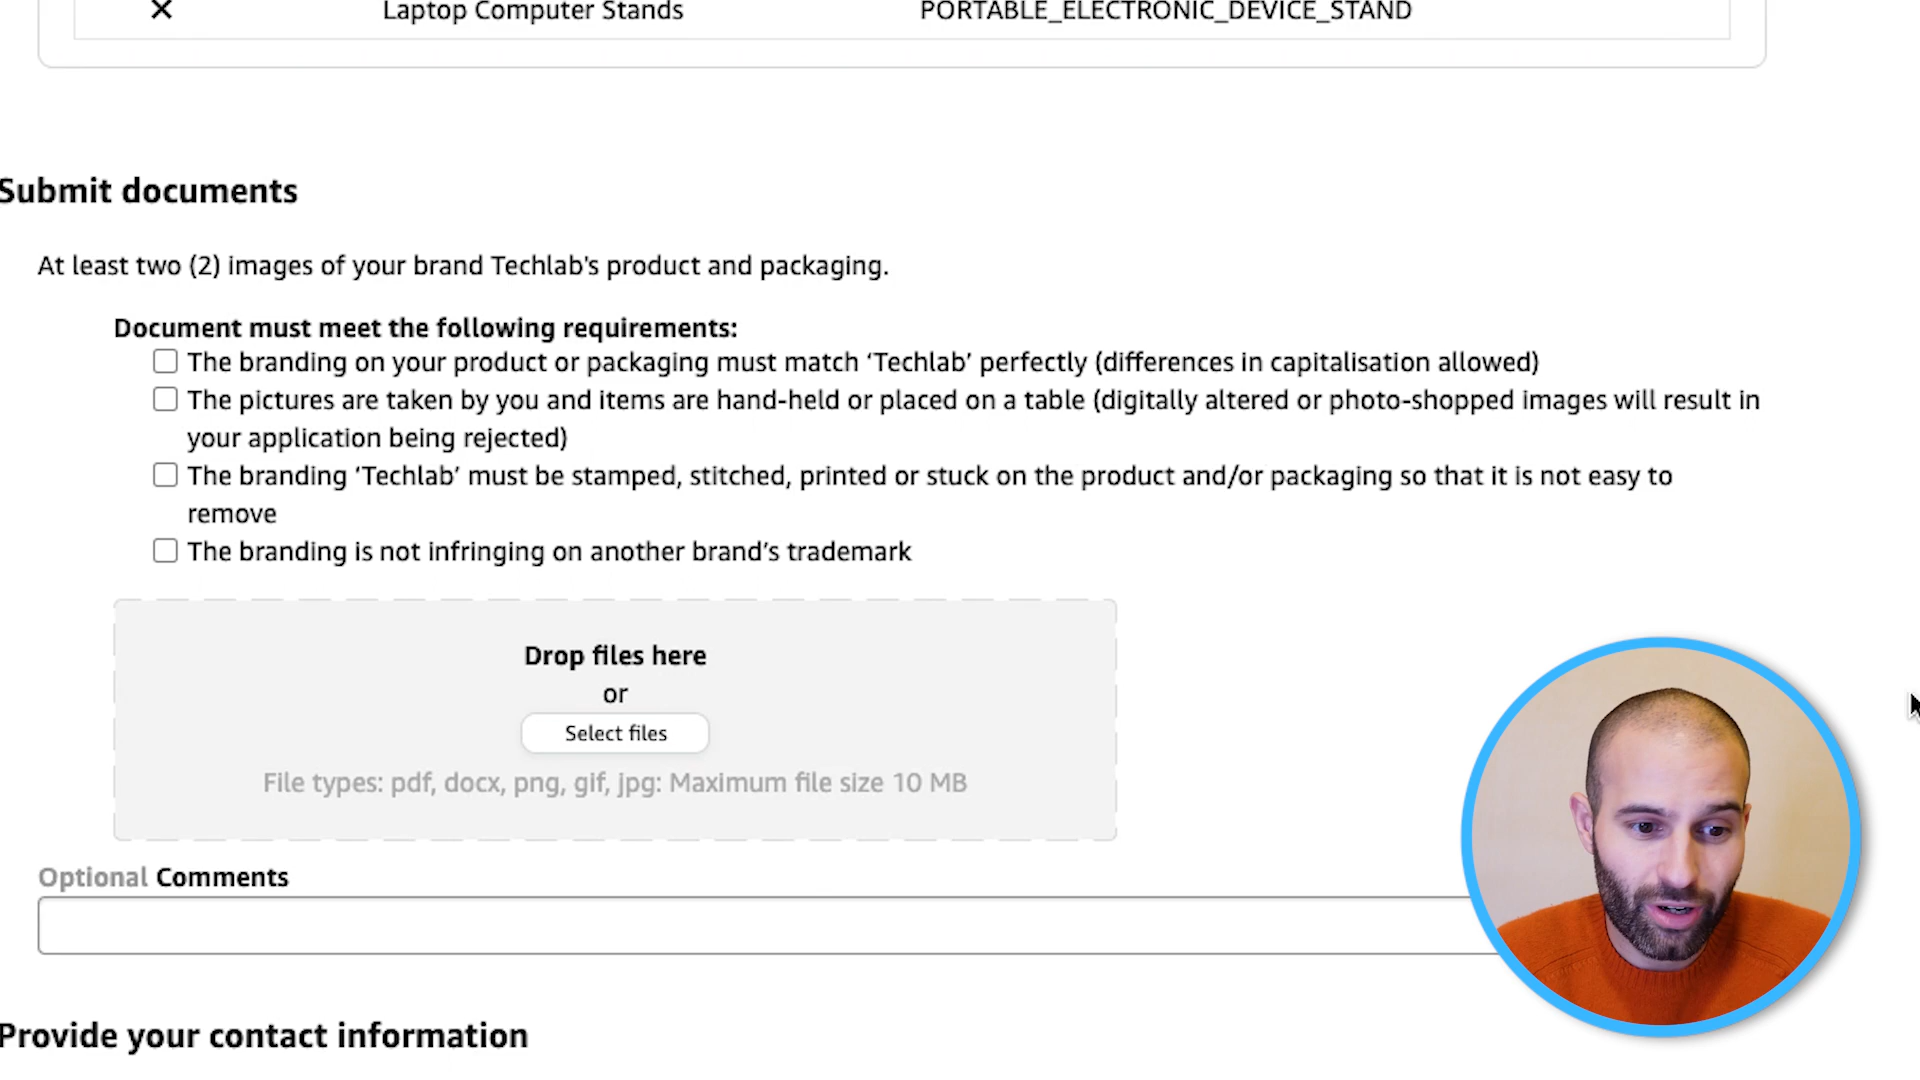 Laptop Computer Stands PORTABLE_ELECTRONIC_DEVICE_STAND
Submit documents
At least two (2) images of your brand Techlab's product and packaging.
Document must meet the following requirements:
The branding on your product or packaging must match ‘Techlab’ perfectly (differences in capitalisation allowed)
The pictures are taken by you and items are hand-held or placed on a table (digitally altered or photo-shopped images will result in
your application being rejected)
The branding ‘Techlab’ must be stamped, stitched, printed or stuck on the product and/or packaging so that it is not easy to
remove
The branding is not infringing on another brand’s trademark
Drop files here
or
Select files
File types: pdf, docx, png, gif, jpg: Maximum file size 10 MB
Optional Comments
Provide your contact information